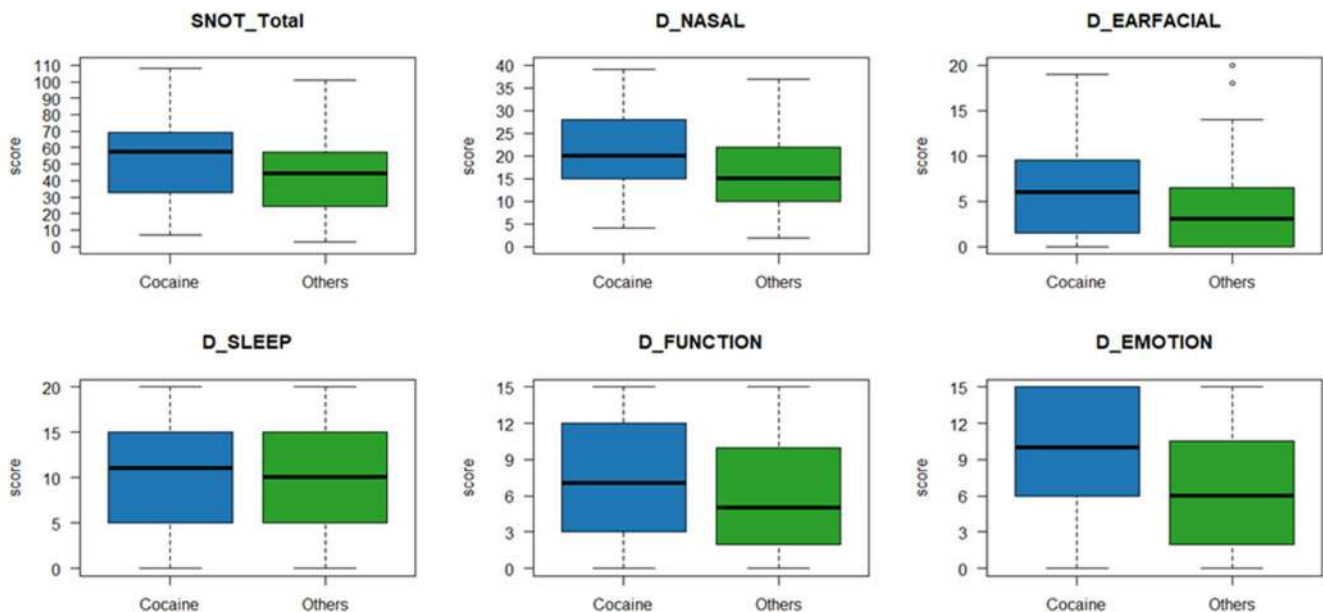 SNOT_Total
score
110
100
90
80
70
60
50
40
30
20
10
0
Cocaine
Others
D_NASAL
score
40
35
30
25
20
15
10
5
0
Cocaine
Others
D_EARFACIAL
score
20
15
10
5
0
Cocaine
Others
D_SLEEP
score
20
15
10
5
0
Cocaine
Others
D_FUNCTION
score
15
12
9
6
3
0
Cocaine
Others
D_EMOTION
score
15
12
9
6
3
0
Cocaine
Others